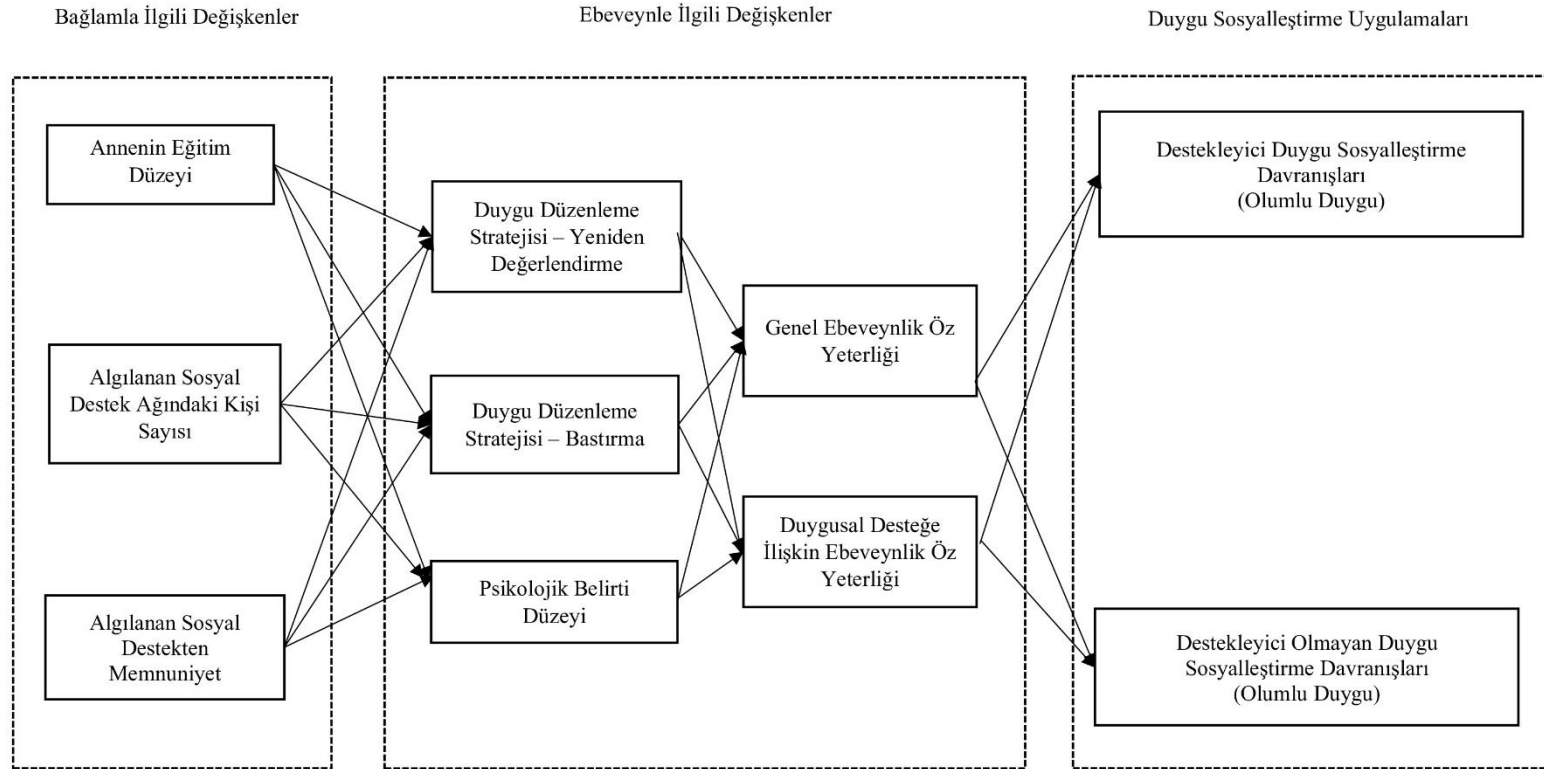 Bağlamla İlgili Değişkenler
Ebeveynle İlgili Değişkenler
Duygu Sosyalleştirme Uygulamaları
Annenin Eğitim
Düzeyi
Algılanan Sosyal
Destek Ağındaki Kişi
Sayısı
Algılanan Sosyal
Destekten
Memnuniyet
Duygu Düzenleme
Stratejisi – Yeniden
Değerlendirme
Duygu Düzenleme
Stratejisi – Bastırma
Psikolojik Belirti
Düzeyi
Genel Ebeveynlik Öz
Yeterliği
Duygusal Desteğe
İlişkin Ebeveynlik Öz
Yeterliği
Destekleyici Duygu Sosyalleştirme
Davranışları
(Olumlu Duygu)
Destekleyici Olmayan Duygu
Sosyalleştirme Davranışları
(Olumlu Duygu)